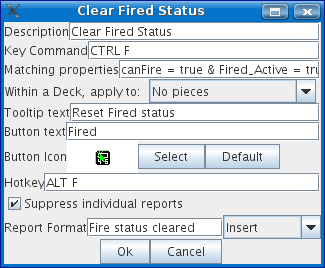 Clear Fired Status
Description Clear Fired Status
Key Command CTRL F
Matching properties canFire = true & Fired_Active = tru
Within a Deck, apply to: No pieces
Tooltip text Reset Fired status
Button text Fired
Button Icon Select Default
Hotkey ALT F
Suppress individual reports
Report Format Fire status cleared Insert
Ok Cancel